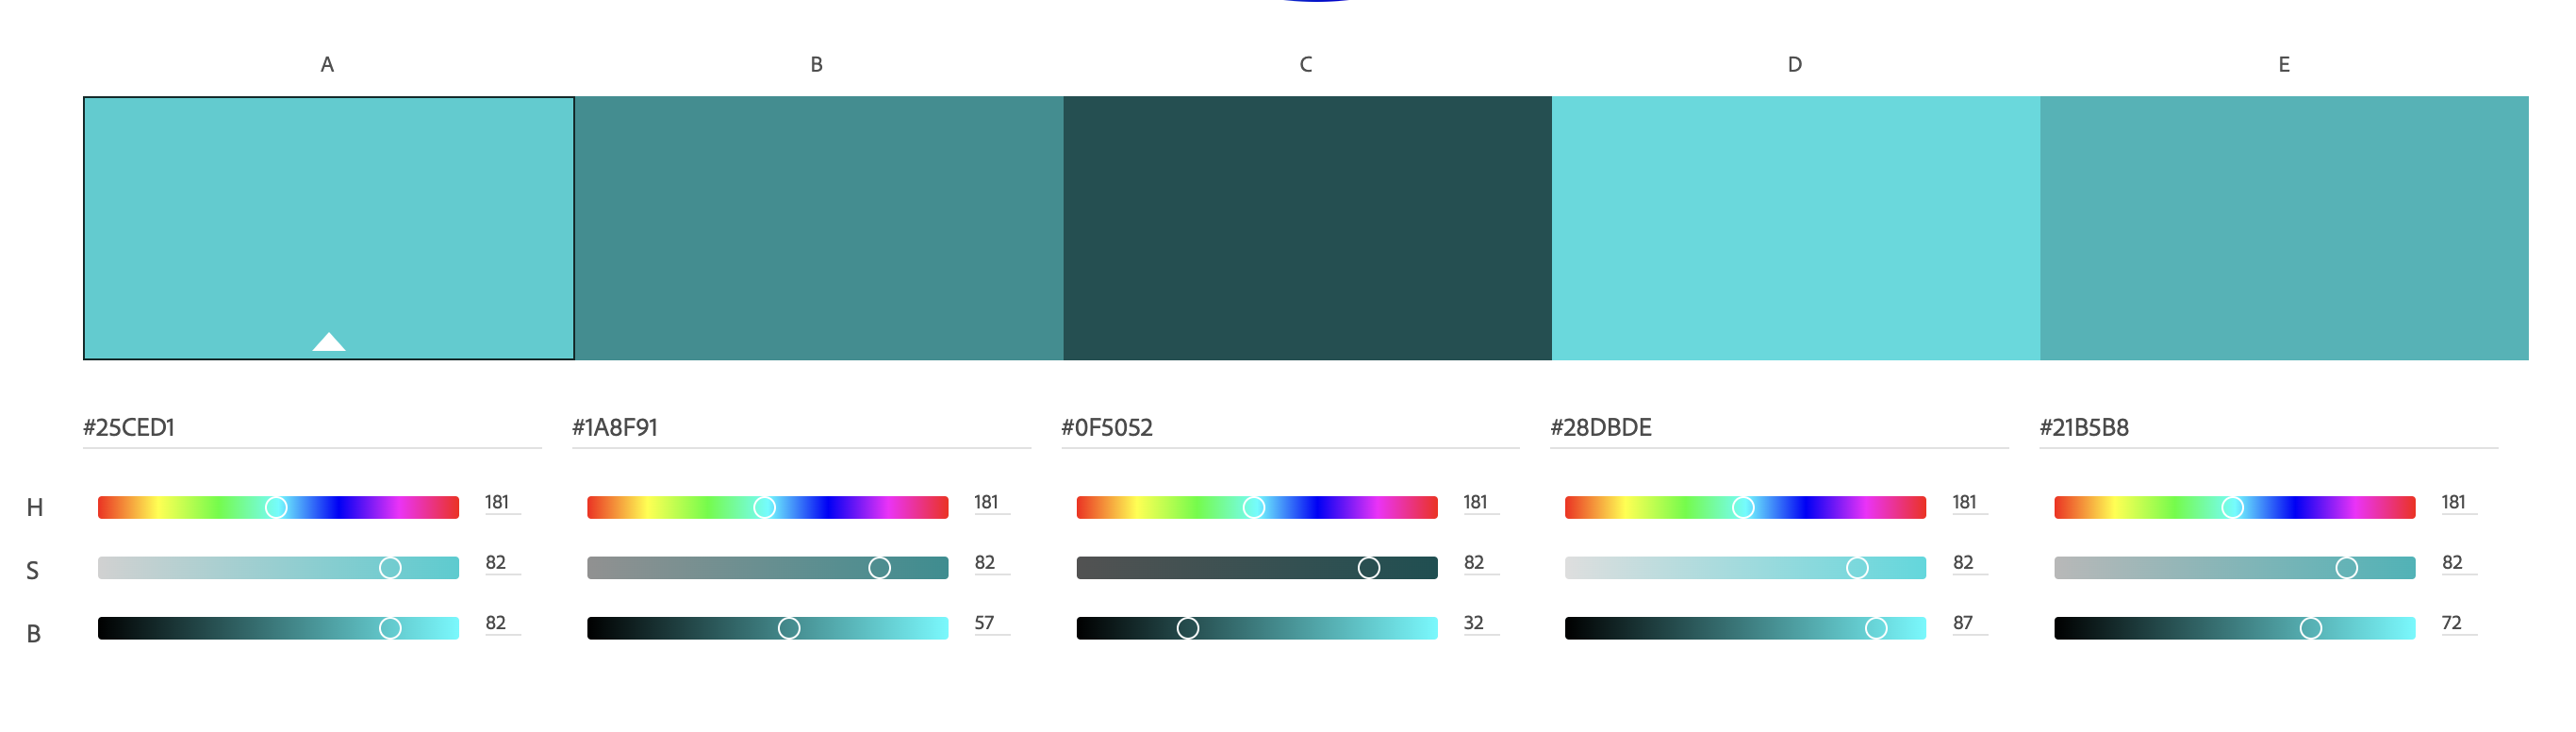 A B C D E
#25CED1 #1A8F91 #0F5052 #28DBDE #21B5B8
H 181 181 181 181 181
S 82 82 82 82 82
B 82 57 32 87 72